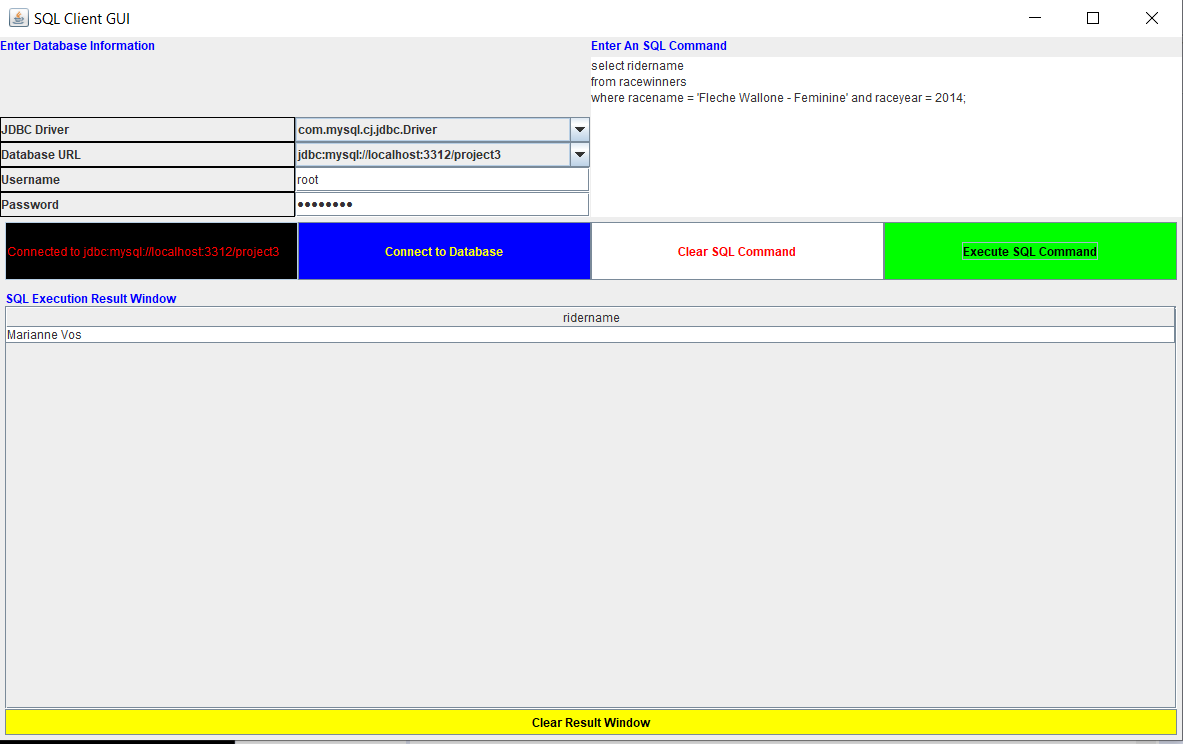 SQL Client GUI
Enter Database Information
Enter An SQL Command
select ridername
from racewinners
where racename = 'Fleche Wallone - Feminine' and raceyear = 2014;
JDBC Driver
com.mysql.cj.jdbc.Driver
Database URL
jdbc:mysql://localhost:3312/project3
Username
root
Password
••••••••
Connected to jdbc:mysql://localhost:3312/project3
Connect to Database
Clear SQL Command
Execute SQL Command
SQL Execution Result Window
ridername
Marianne Vos
Clear Result Window